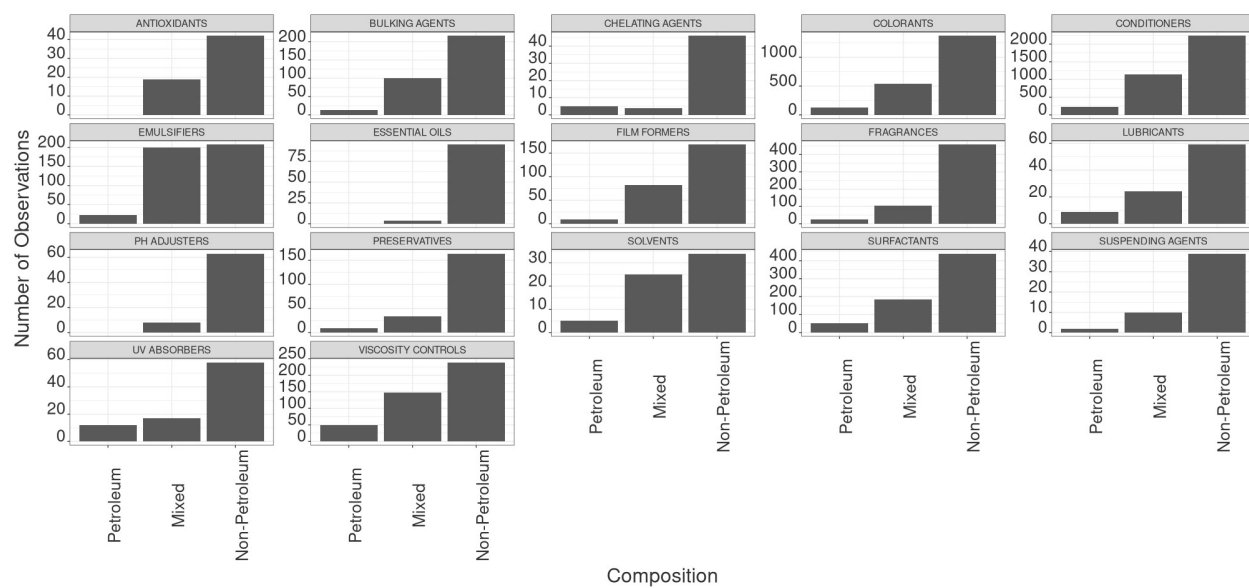 Number of Observations
ANTIOXIDANTS
40
30
20
10
0
BULKING AGENTS
200
150
100
50
0
CHELATING AGENTS
40
30
20
10
0
COLORANTS
1000
500
0
CONDITIONERS
2000
1500
1000
500
0
EMULSIFIERS
200
150
100
50
0
ESSENTIAL OILS
75
50
25
0
FILM FORMERS
150
100
50
0
FRAGRANCES
400
300
200
100
0
LUBRICANTS
60
40
20
0
PH ADJUSTERS
60
40
20
0
PRESERVATIVES
150
100
50
0
SOLVENTS
30
20
10
0
SURFACTANTS
400
300
200
100
0
SUSPENDING AGENTS
40
30
20
10
0
UV ABSORBERS
60
40
20
0
VISCOSITY CONTROLS
250
200
150
100
50
0
Petroleum
Mixed
Non-Petroleum
Petroleum
Mixed
Non-Petroleum
Petroleum
Mixed
Non-Petroleum
Petroleum
Mixed
Non-Petroleum
Petroleum
Mixed
Non-Petroleum
Composition